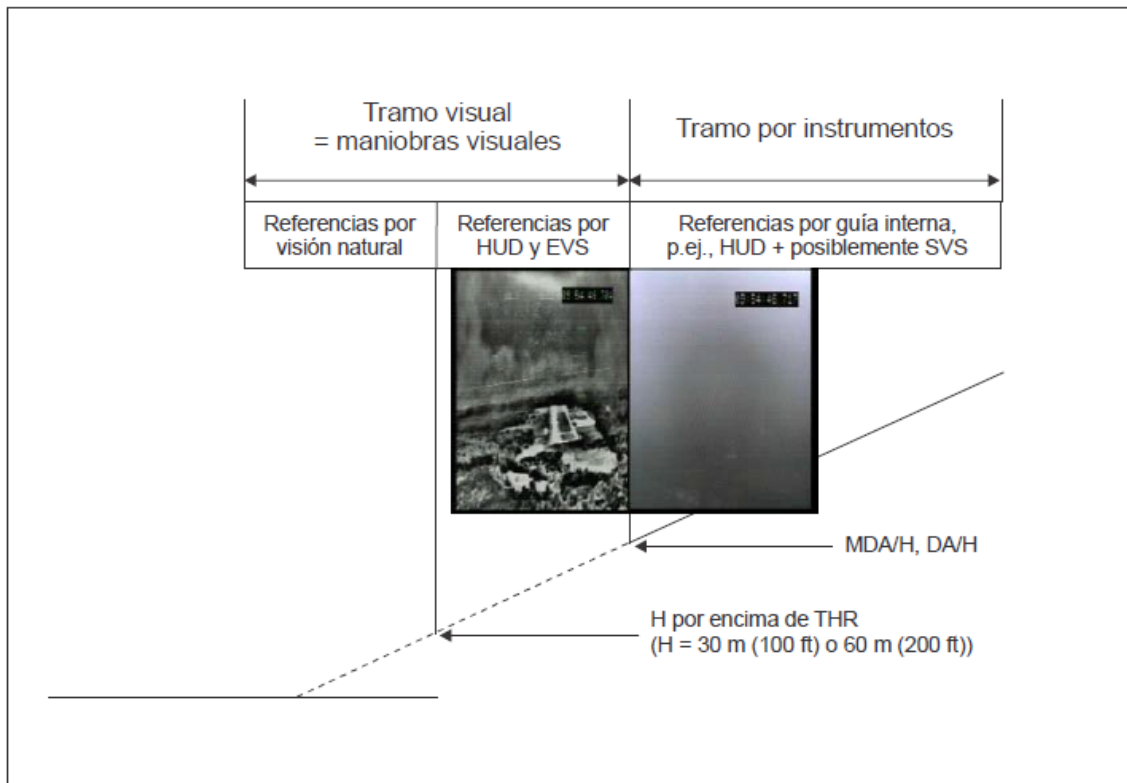 Tramo visual
= maniobras visuales
Tramo por instrumentos
Referencias por
visión natural
Referencias por
HUD y EVS
Referencias por guía interna,
p.ej., HUD + posiblemente SVS
MDA/H, DA/H
H por encima de THR
(H = 30 m (100 ft) o 60 m (200 ft))